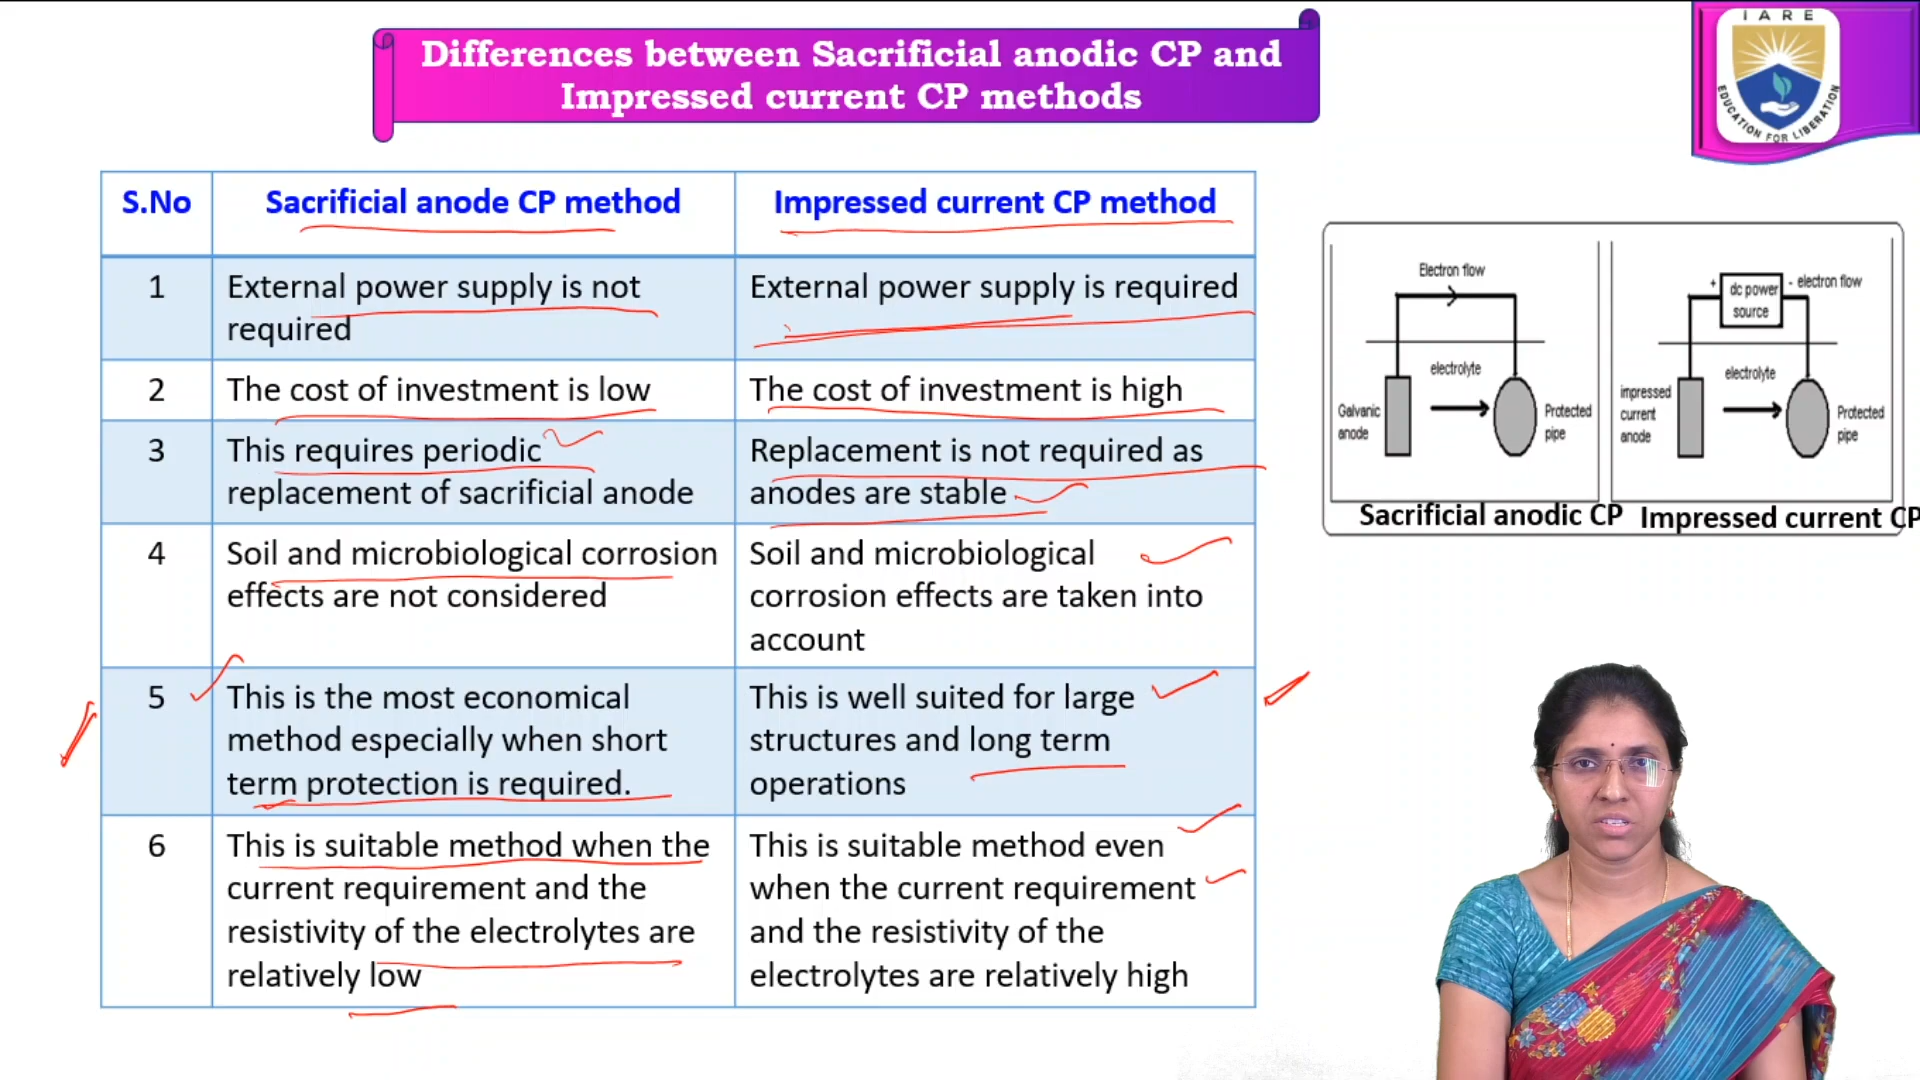 Differences between Sacrificial anodic CP and
Impressed current CP methods
IARE
EDUCATION FOR LIBERATION
S.No
Sacrificial anode CP method
Impressed current CP method
1
External power supply is not
required
External power supply is required
2
The cost of investment is low
The cost of investment is high
3
This requires periodic
replacement of sacrificial anode
Replacement is not required as
anodes are stable
4
Soil and microbiological corrosion
effects are not considered
Soil and microbiological
corrosion effects are taken into
account
5
This is the most economical
method especially when short
term protection is required.
This is well suited for large
structures and long term
operations
6
This is suitable method when the
current requirement and the
resistivity of the electrolytes are
relatively low
This is suitable method even
when the current requirement
and the resistivity of the
electrolytes are relatively high
Electron flow
electrolyte
Galvanic
anode
Protected
pipe
Sacrificial anodic CP
+
dc power
source
- electron flow
electrolyte
impressed
current
anode
Protected
pipe
Impressed current CP